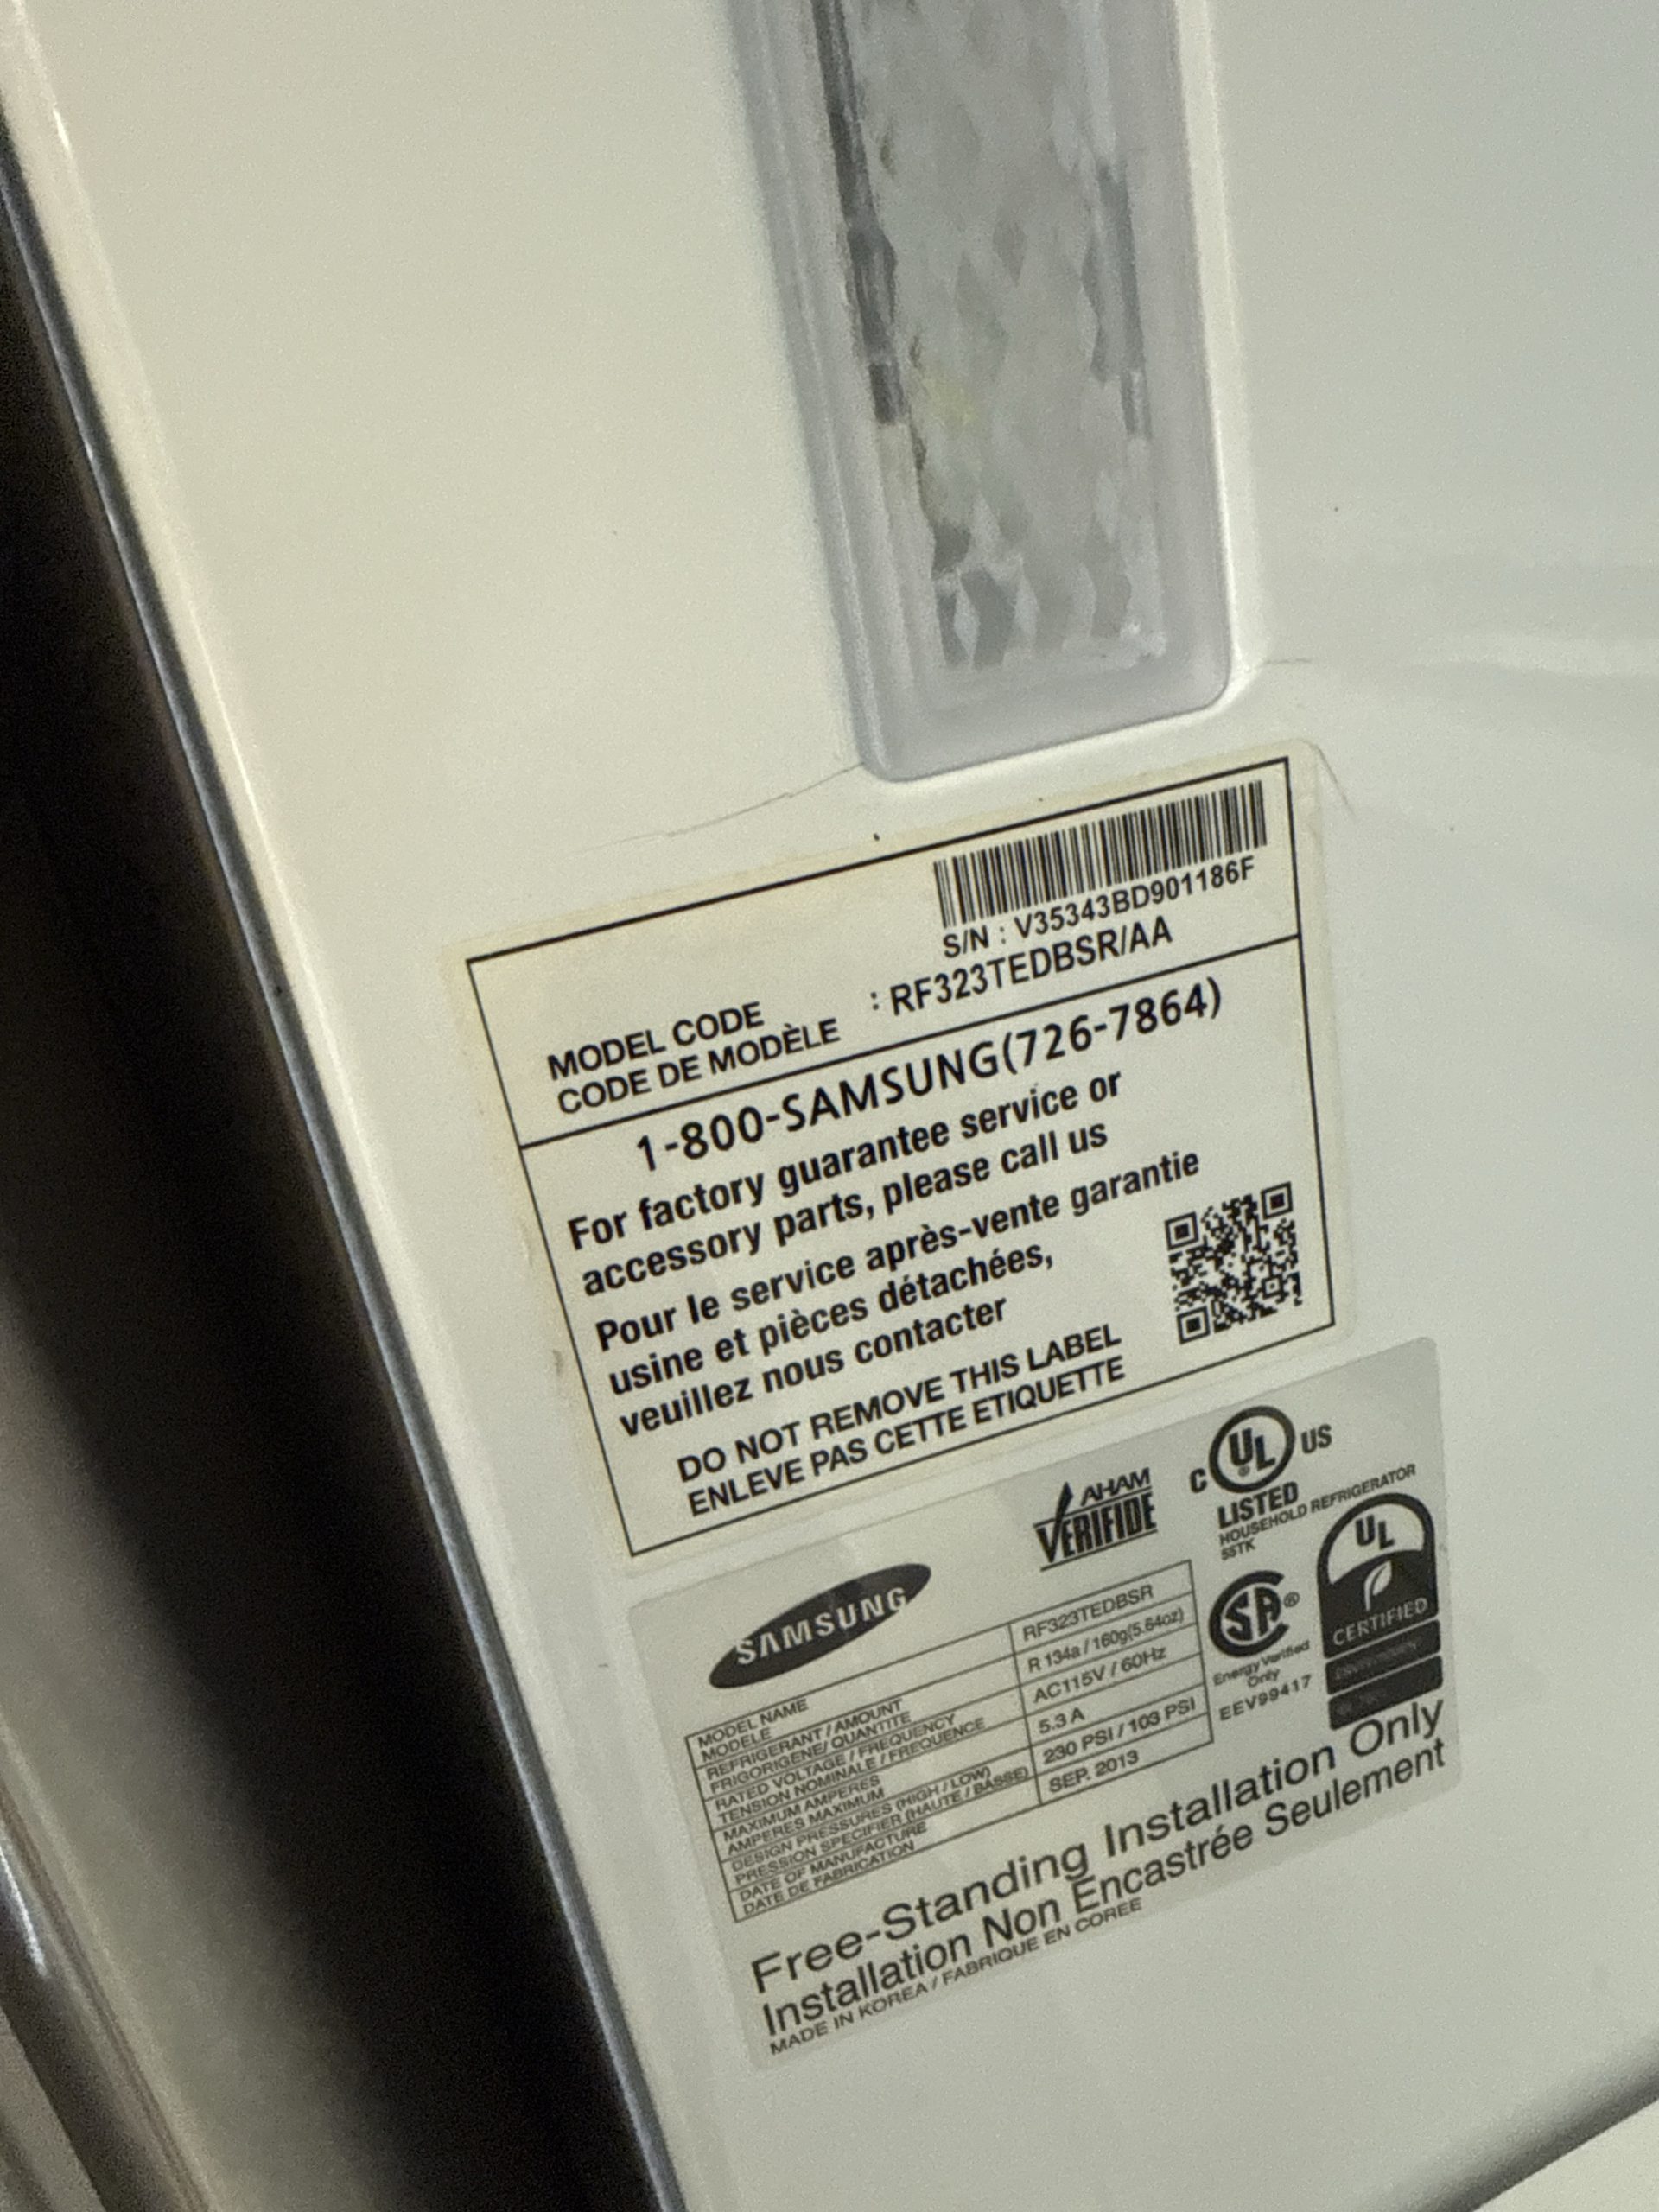 S/N : V35343BD901186F
MODEL CODE
CODE DE MODÈLE : RF323TEDBSR/AA
1-800-SAMSUNG(726-7864)
For factory guarantee service or
accessory parts, please call us
Pour le service après-vente garantie
usine et pièces détachées,
veuillez nous contacter
DO NOT REMOVE THIS LABEL
ENLEVE PAS CETTE ETIQUETTE
SAMSUNG
AHAM
VERIFIDE
C UL US
LISTED
HOUSEHOLD REFRIGERATOR
SSTK
SA®
Energy Verified
Only
EEV99417
UL
CERTIFIED
MODEL NAME
MODELE
RF323TEDBSR
REFRIGERANT / AMOUNT
FRIGORIGENE/ QUANTITE
R 134a / 160g(5.64oz)
RATED VOLTAGE / FREQUENCY
TENSION NOMINALE / FREQUENCE
AC115V / 60Hz
MAXIMUM AMPERES
AMPERES MAXIMUM
5.3 A
DESIGN PRESSURES (HIGH / LOW)
PRESSION SPECIFIER (HAUTE / BASSE)
230 PSI / 103 PSI
DATE OF MANUFACTURE
DATE DE FABRICATION
SEP. 2013
Free-Standing Installation Only
Installation Non Encastrée Seulement
MADE IN KOREA / FABRIQUE EN COREE